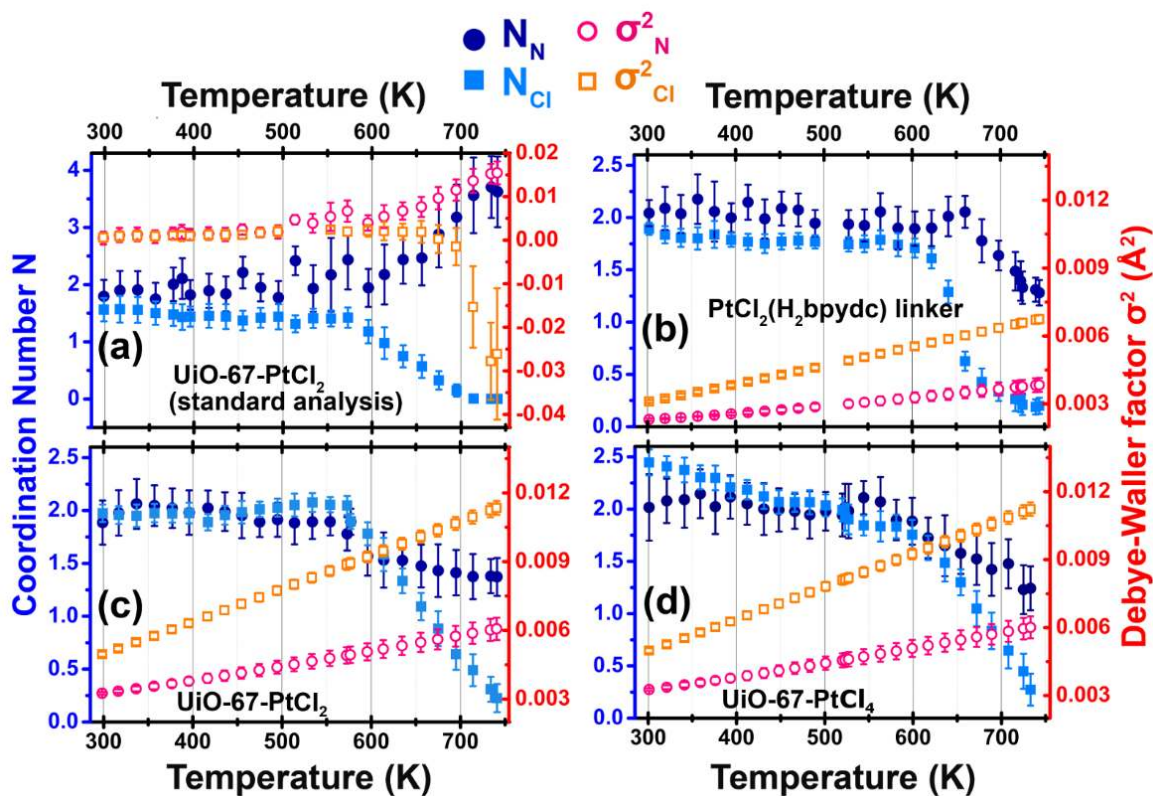 N_N σ²_N
N_Cl σ²_Cl
Temperature (K) Temperature (K)
300 400 500 600 700 300 400 500 600 700
4 0.02 2.5
3 0.01 2.0 0.012
2 0.00 1.5 0.009
1 -0.01 1.0 0.006
0 -0.02 0.5 0.003
-0.03 0.0
-0.04
(a) (b)
UiO-67-PtCl₂
(standard analysis)
PtCl₂(H₂bpydc) linker
Coordination Number N
Debye-Waller factor σ² (Å²)
2.5 2.5
2.0 0.012 2.0 0.012
1.5 0.009 1.5 0.009
1.0 0.006 1.0 0.006
0.5 0.003 0.5 0.003
0.0 0.0
(c) (d)
UiO-67-PtCl₂ UiO-67-PtCl₄
300 400 500 600 700 300 400 500 600 700
Temperature (K) Temperature (K)